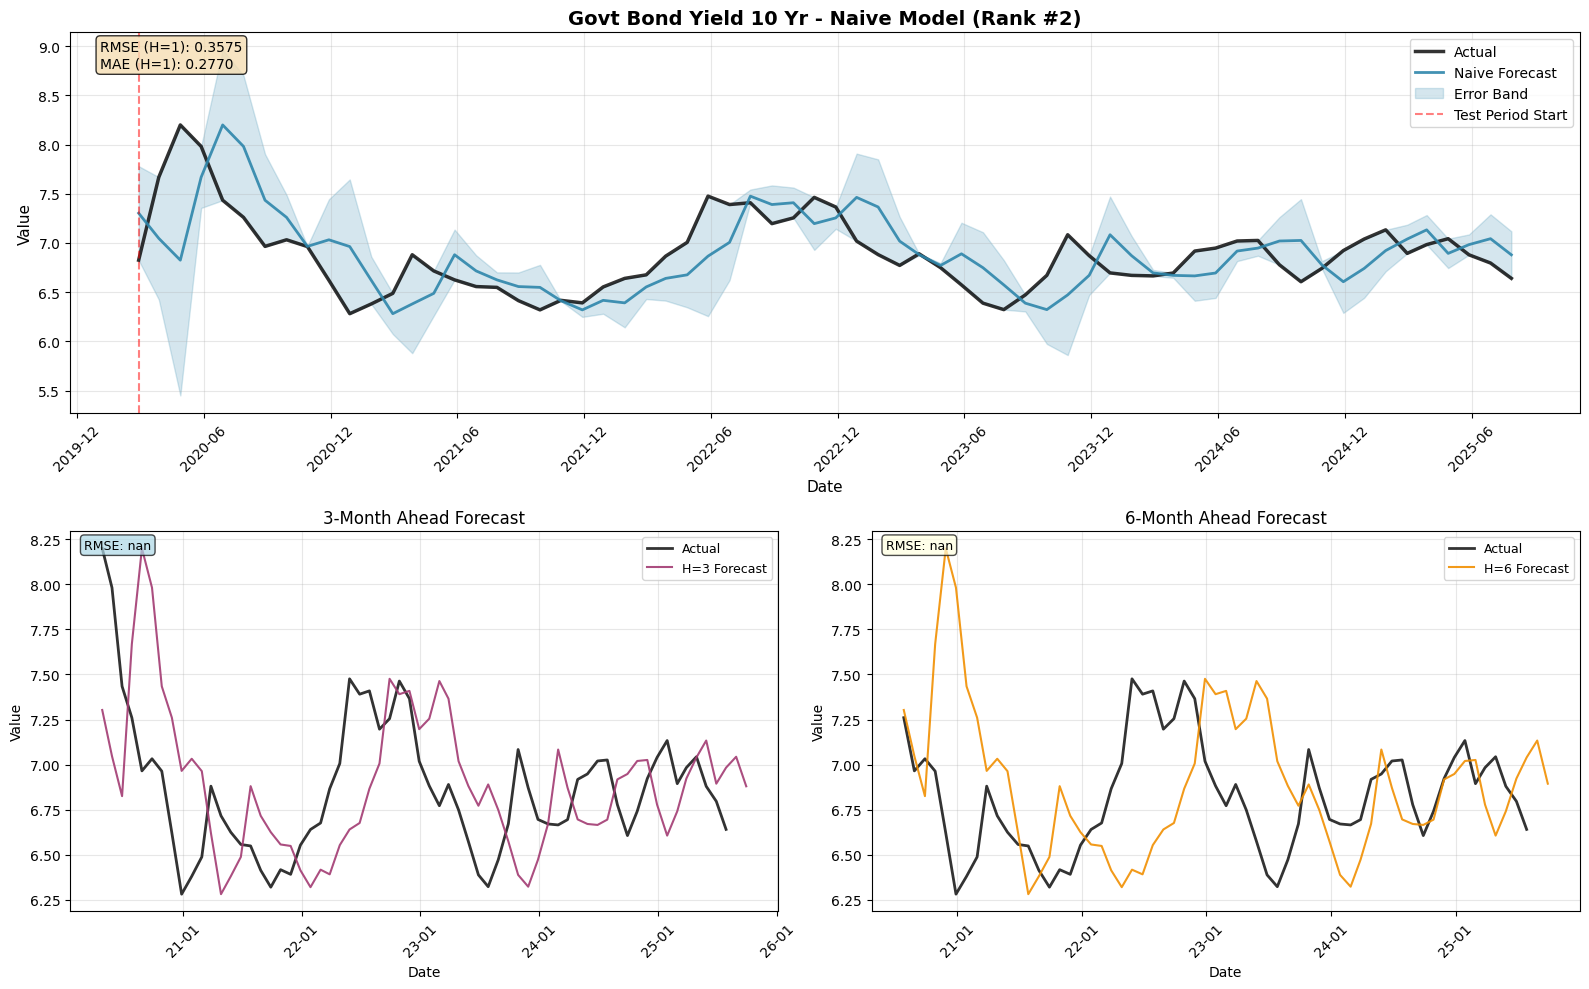 Govt Bond Yield 10 Yr - Naive Model (Rank #2)
RMSE (H=1): 0.3575
MAE (H=1): 0.2770
Actual
Naive Forecast
Error Band
Test Period Start
Value
9.0
8.5
8.0
7.5
7.0
6.5
6.0
5.5
2019-12
2020-06
2020-12
2021-06
2021-12
2022-06
2022-12
2023-06
2023-12
2024-06
2024-12
2025-06
Date
3-Month Ahead Forecast
RMSE: nan
Actual
H=3 Forecast
Value
8.25
8.00
7.75
7.50
7.25
7.00
6.75
6.50
6.25
21-01
22-01
23-01
24-01
25-01
26-01
Date
6-Month Ahead Forecast
RMSE: nan
Actual
H=6 Forecast
Value
8.25
8.00
7.75
7.50
7.25
7.00
6.75
6.50
6.25
21-01
22-01
23-01
24-01
25-01
Date